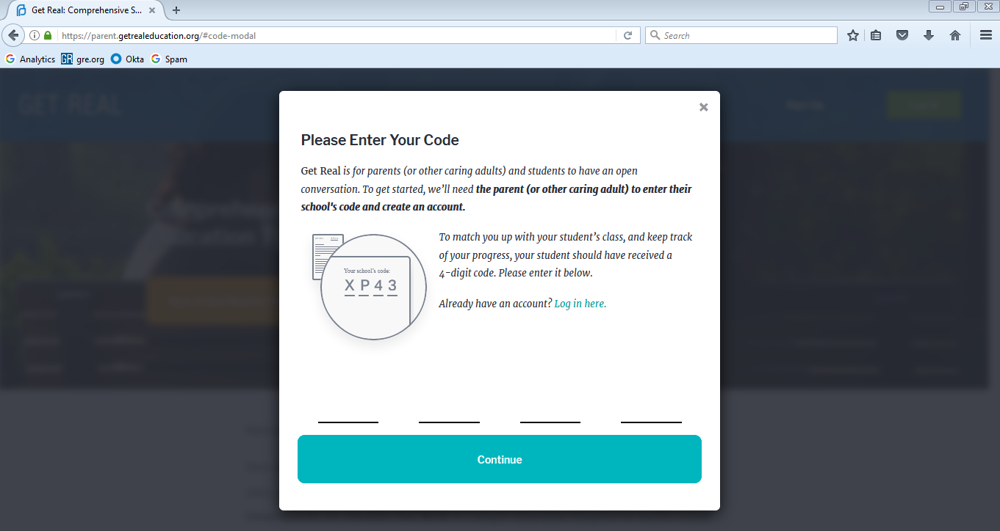 Get Real: Comprehensive S...
https://parent.getrealeducation.org/#code-modal
Search
Analytics
GR gre.org
Okta
Spam
GET REAL
Please Enter Your Code
Get Real is for parents (or other caring adults) and students to have an open
conversation. To get started, we’ll need the parent (or other caring adult) to enter their
school's code and create an account.
Your school's code:
X P 4 3
To match you up with your student’s class, and keep track
of your progress, your student should have received a
4-digit code. Please enter it below.
Already have an account? Log in here.
Continue